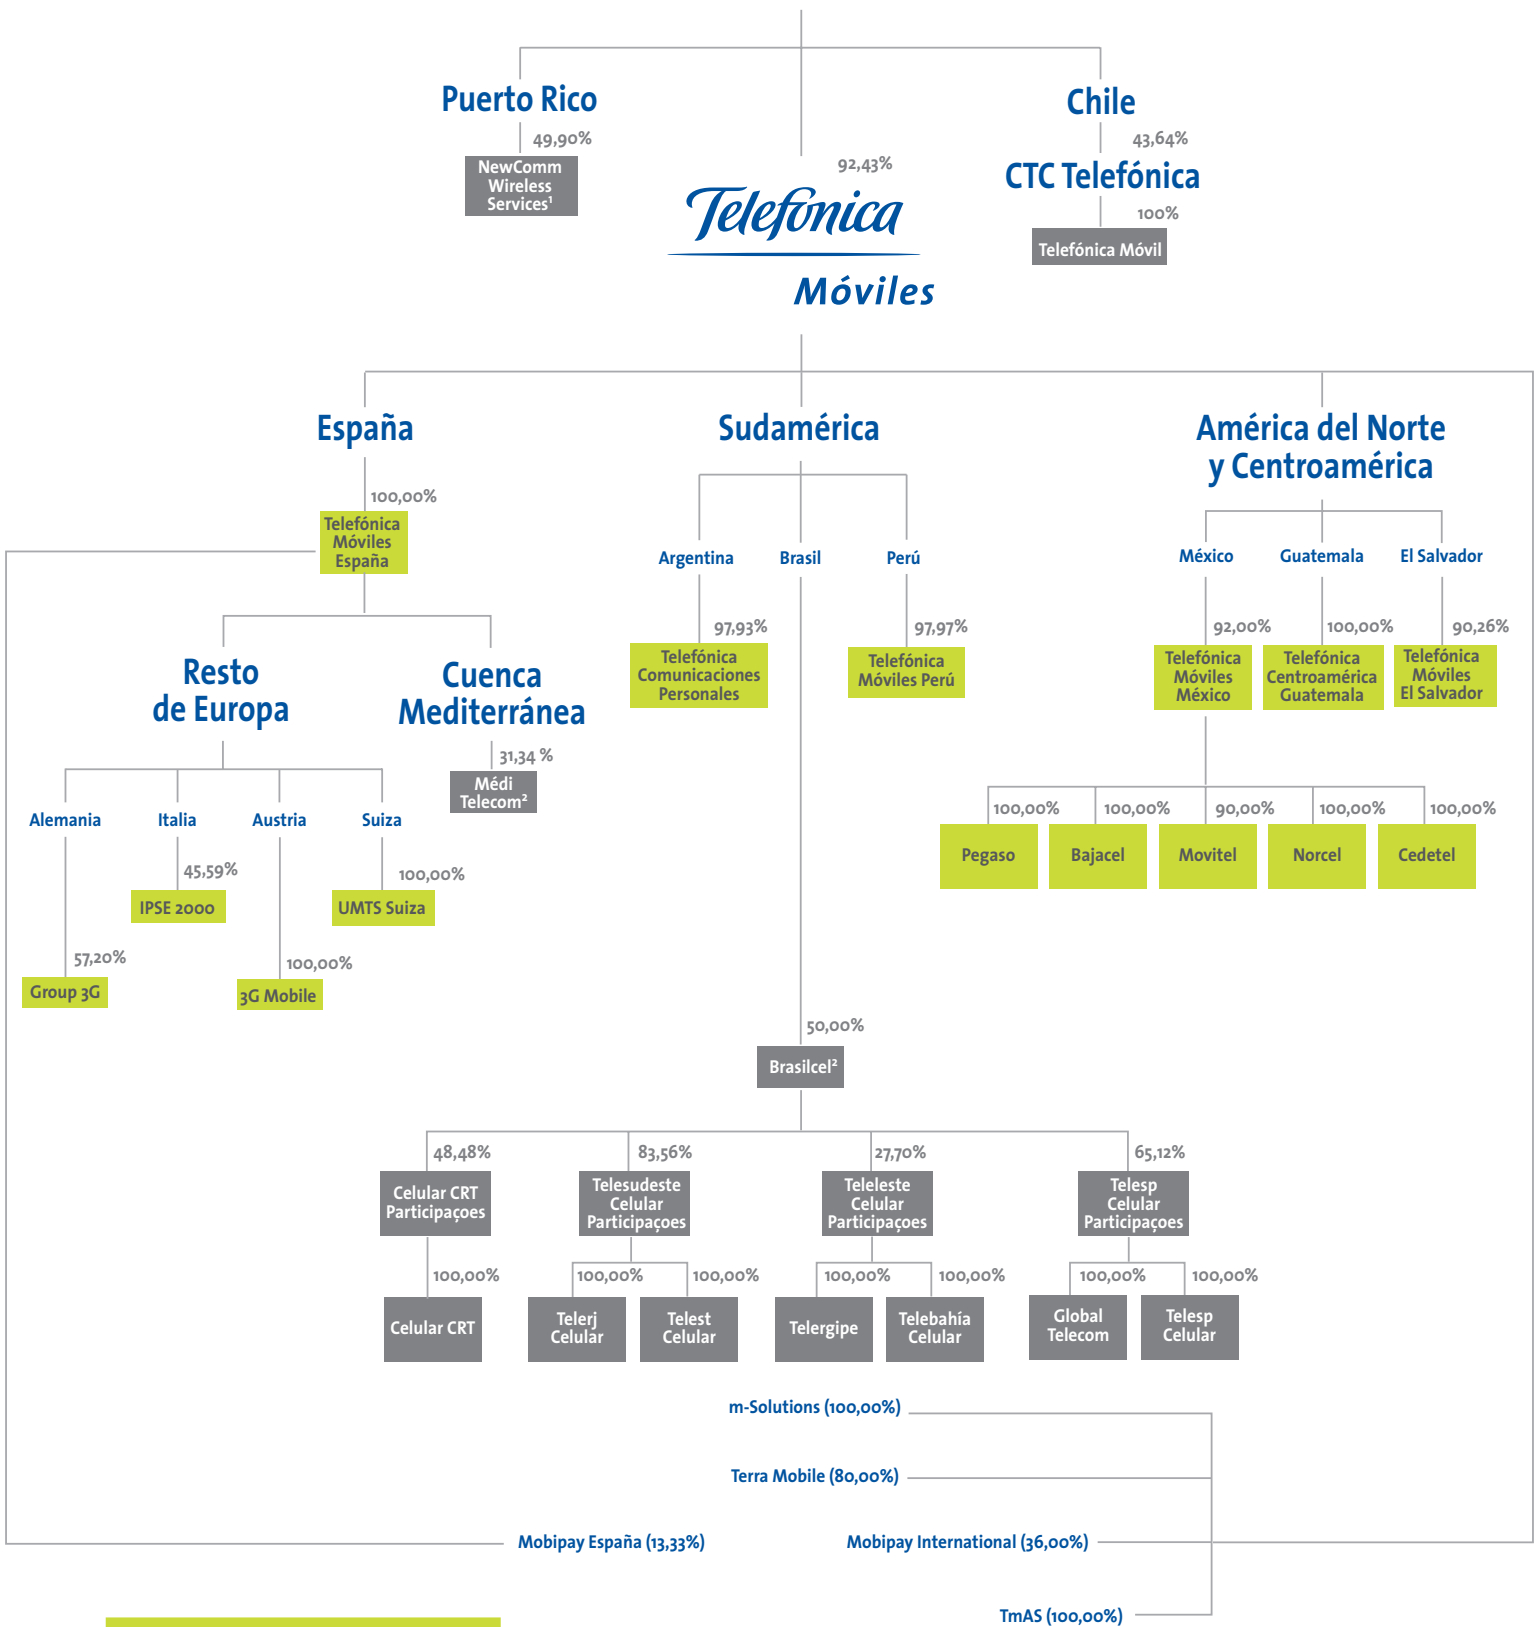 Puerto Rico
49,90%
NewComm
Wireless
Services¹
92,43%
Telefónica
Móviles
Chile
43,64%
CTC Telefónica
100%
Telefónica Móvil
España
100,00%
Telefónica
Móviles
España
Resto
de Europa
Cuenca
Mediterránea
31,34 %
Médi
Telecom²
Alemania
Italia
Austria
Suiza
45,59%
IPSE 2000
100,00%
UMTS Suiza
57,20%
Group 3G
100,00%
3G Mobile
Sudamérica
Argentina
Brasil
Perú
97,93%
Telefónica
Comunicaciones
Personales
97,97%
Telefónica
Móviles Perú
América del Norte
y Centroamérica
México
Guatemala
El Salvador
92,00%
Telefónica
Móviles
México
100,00%
Telefónica
Centroamérica
Guatemala
90,26%
Telefónica
Móviles
El Salvador
100,00%
Pegaso
100,00%
Bajacel
90,00%
Movitel
100,00%
Norcel
100,00%
Cedetel
50,00%
Brasilcel²
48,48%
Celular CRT
Participaçoes
83,56%
Telesudeste
Celular
Participaçoes
27,70%
Teleleste
Celular
Participaçoes
65,12%
Telesp
Celular
Participaçoes
100,00%
Celular CRT
100,00%
Telerj
Celular
100,00%
Telest
Celular
100,00%
Telergipe
100,00%
Telebahía
Celular
100,00%
Global
Telecom
100,00%
Telesp
Celular
m-Solutions (100,00%)
Terra Mobile (80,00%)
Mobipay España (13,33%)
Mobipay International (36,00%)
TmAS (100,00%)